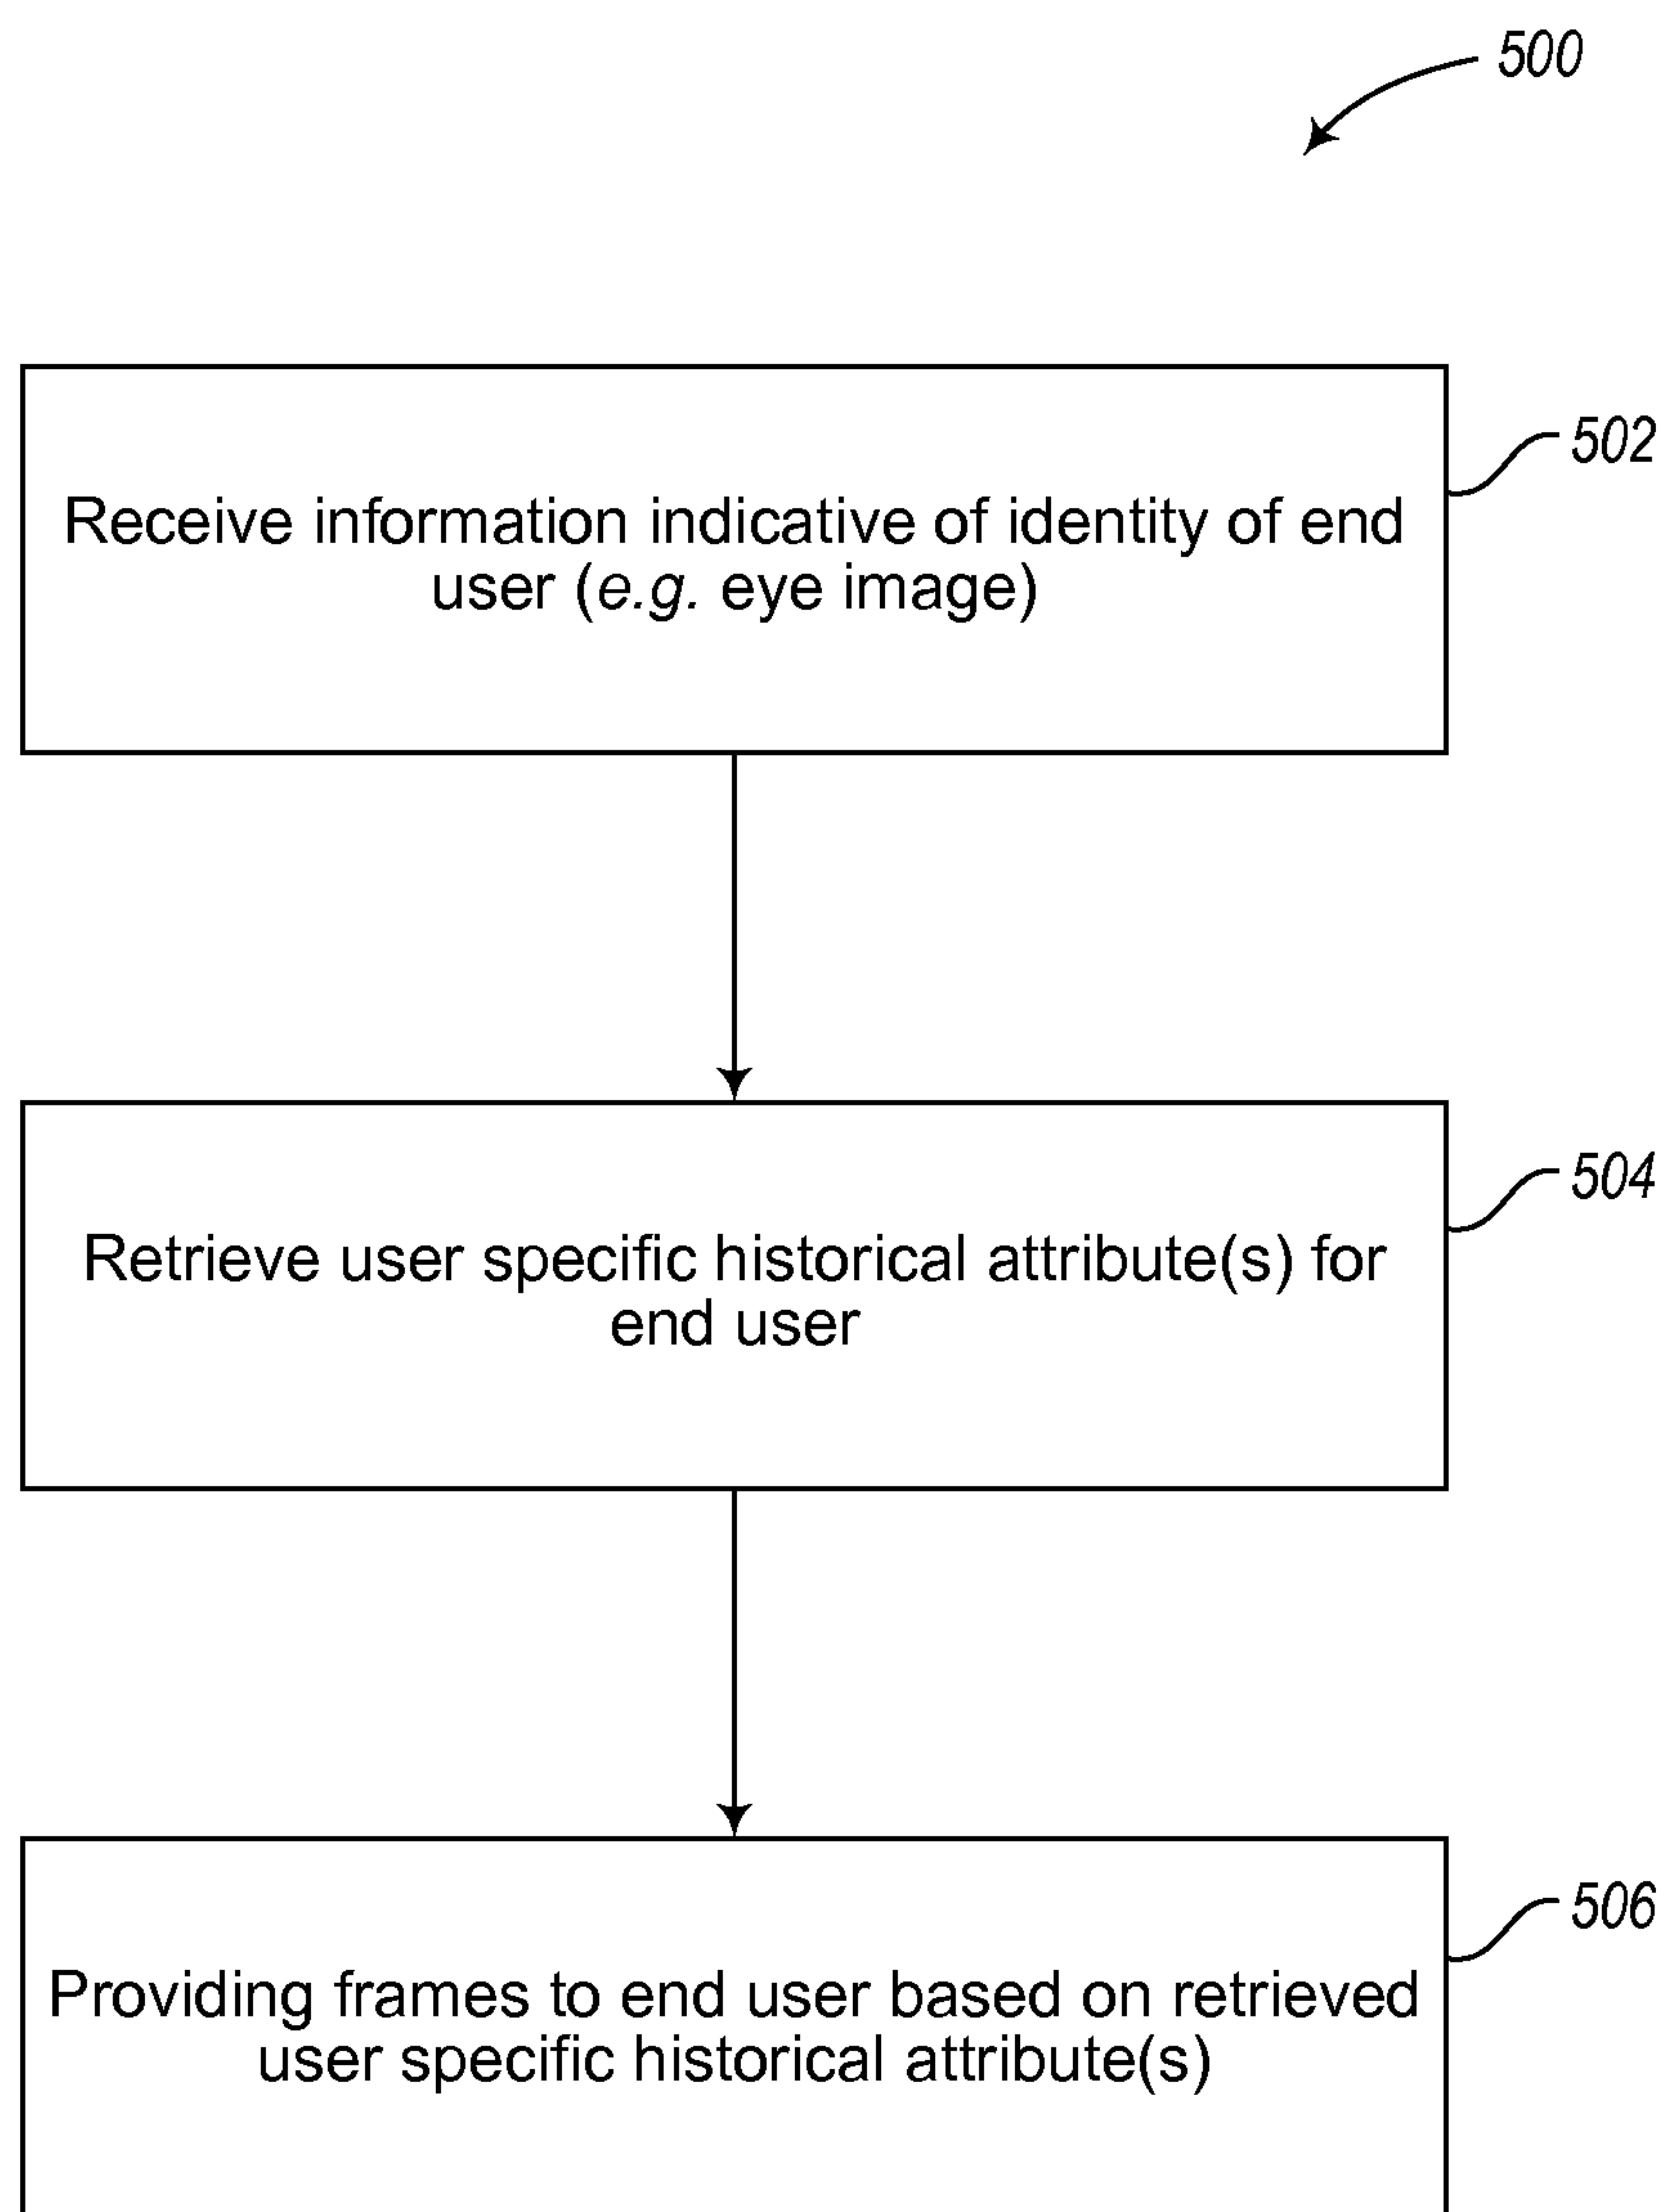 500
502
Receive information indicative of identity of end
user (e.g. eye image)
504
Retrieve user specific historical attribute(s) for
end user
506
Providing frames to end user based on retrieved
user specific historical attribute(s)